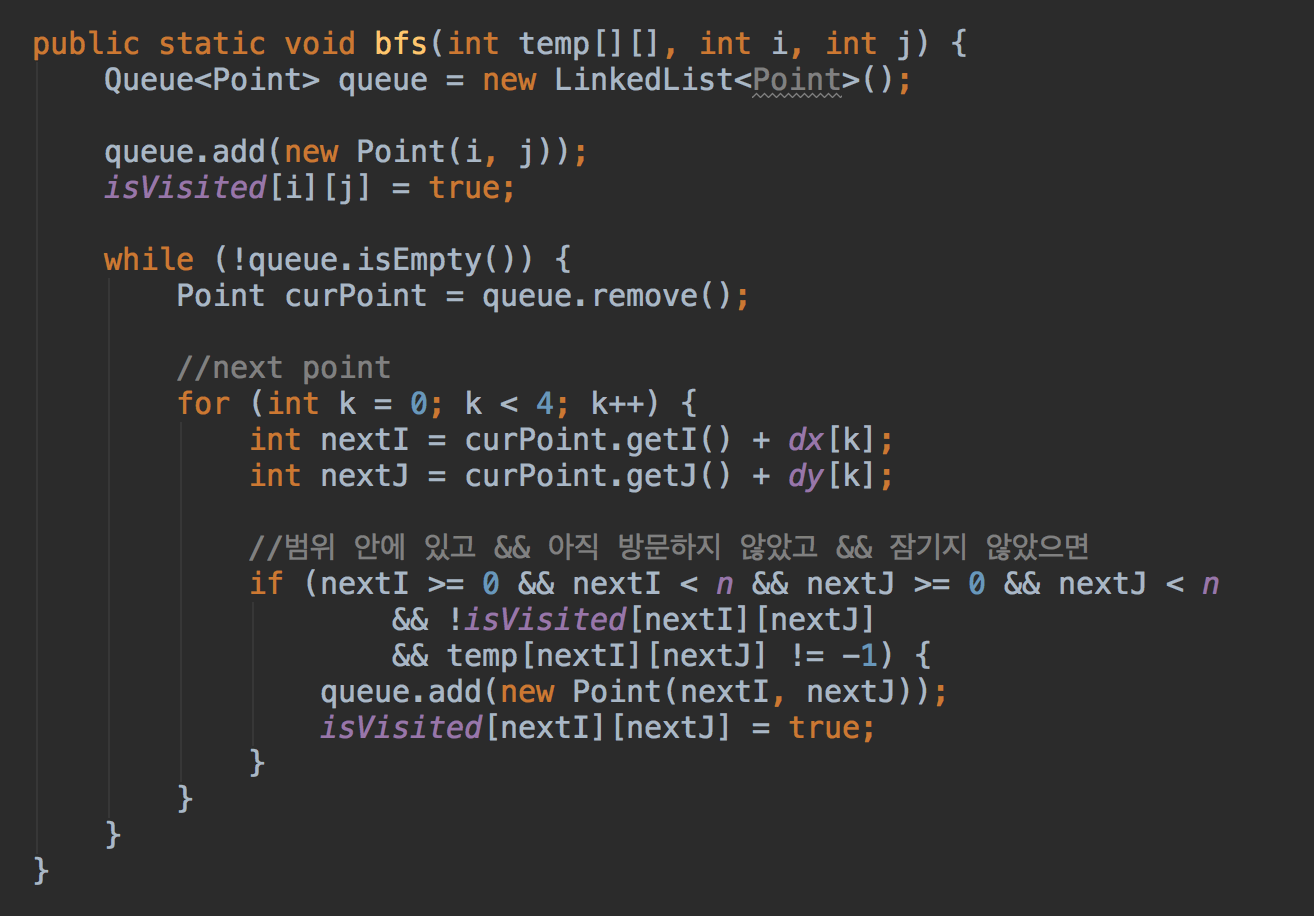 public static void bfs(int temp[][], int i, int j) {
    Queue<Point> queue = new LinkedList<Point>();

    queue.add(new Point(i, j));
    isVisited[i][j] = true;

    while (!queue.isEmpty()) {
        Point curPoint = queue.remove();

        //next point
        for (int k = 0; k < 4; k++) {
            int nextI = curPoint.getI() + dx[k];
            int nextJ = curPoint.getJ() + dy[k];

            //범위 안에 있고 && 아직 방문하지 않았고 && 잠기지 않았으면
            if (nextI >= 0 && nextI < n && nextJ >= 0 && nextJ < n
                    && !isVisited[nextI][nextJ]
                    && temp[nextI][nextJ] != -1) {
                queue.add(new Point(nextI, nextJ));
                isVisited[nextI][nextJ] = true;
            }
        }
    }
}